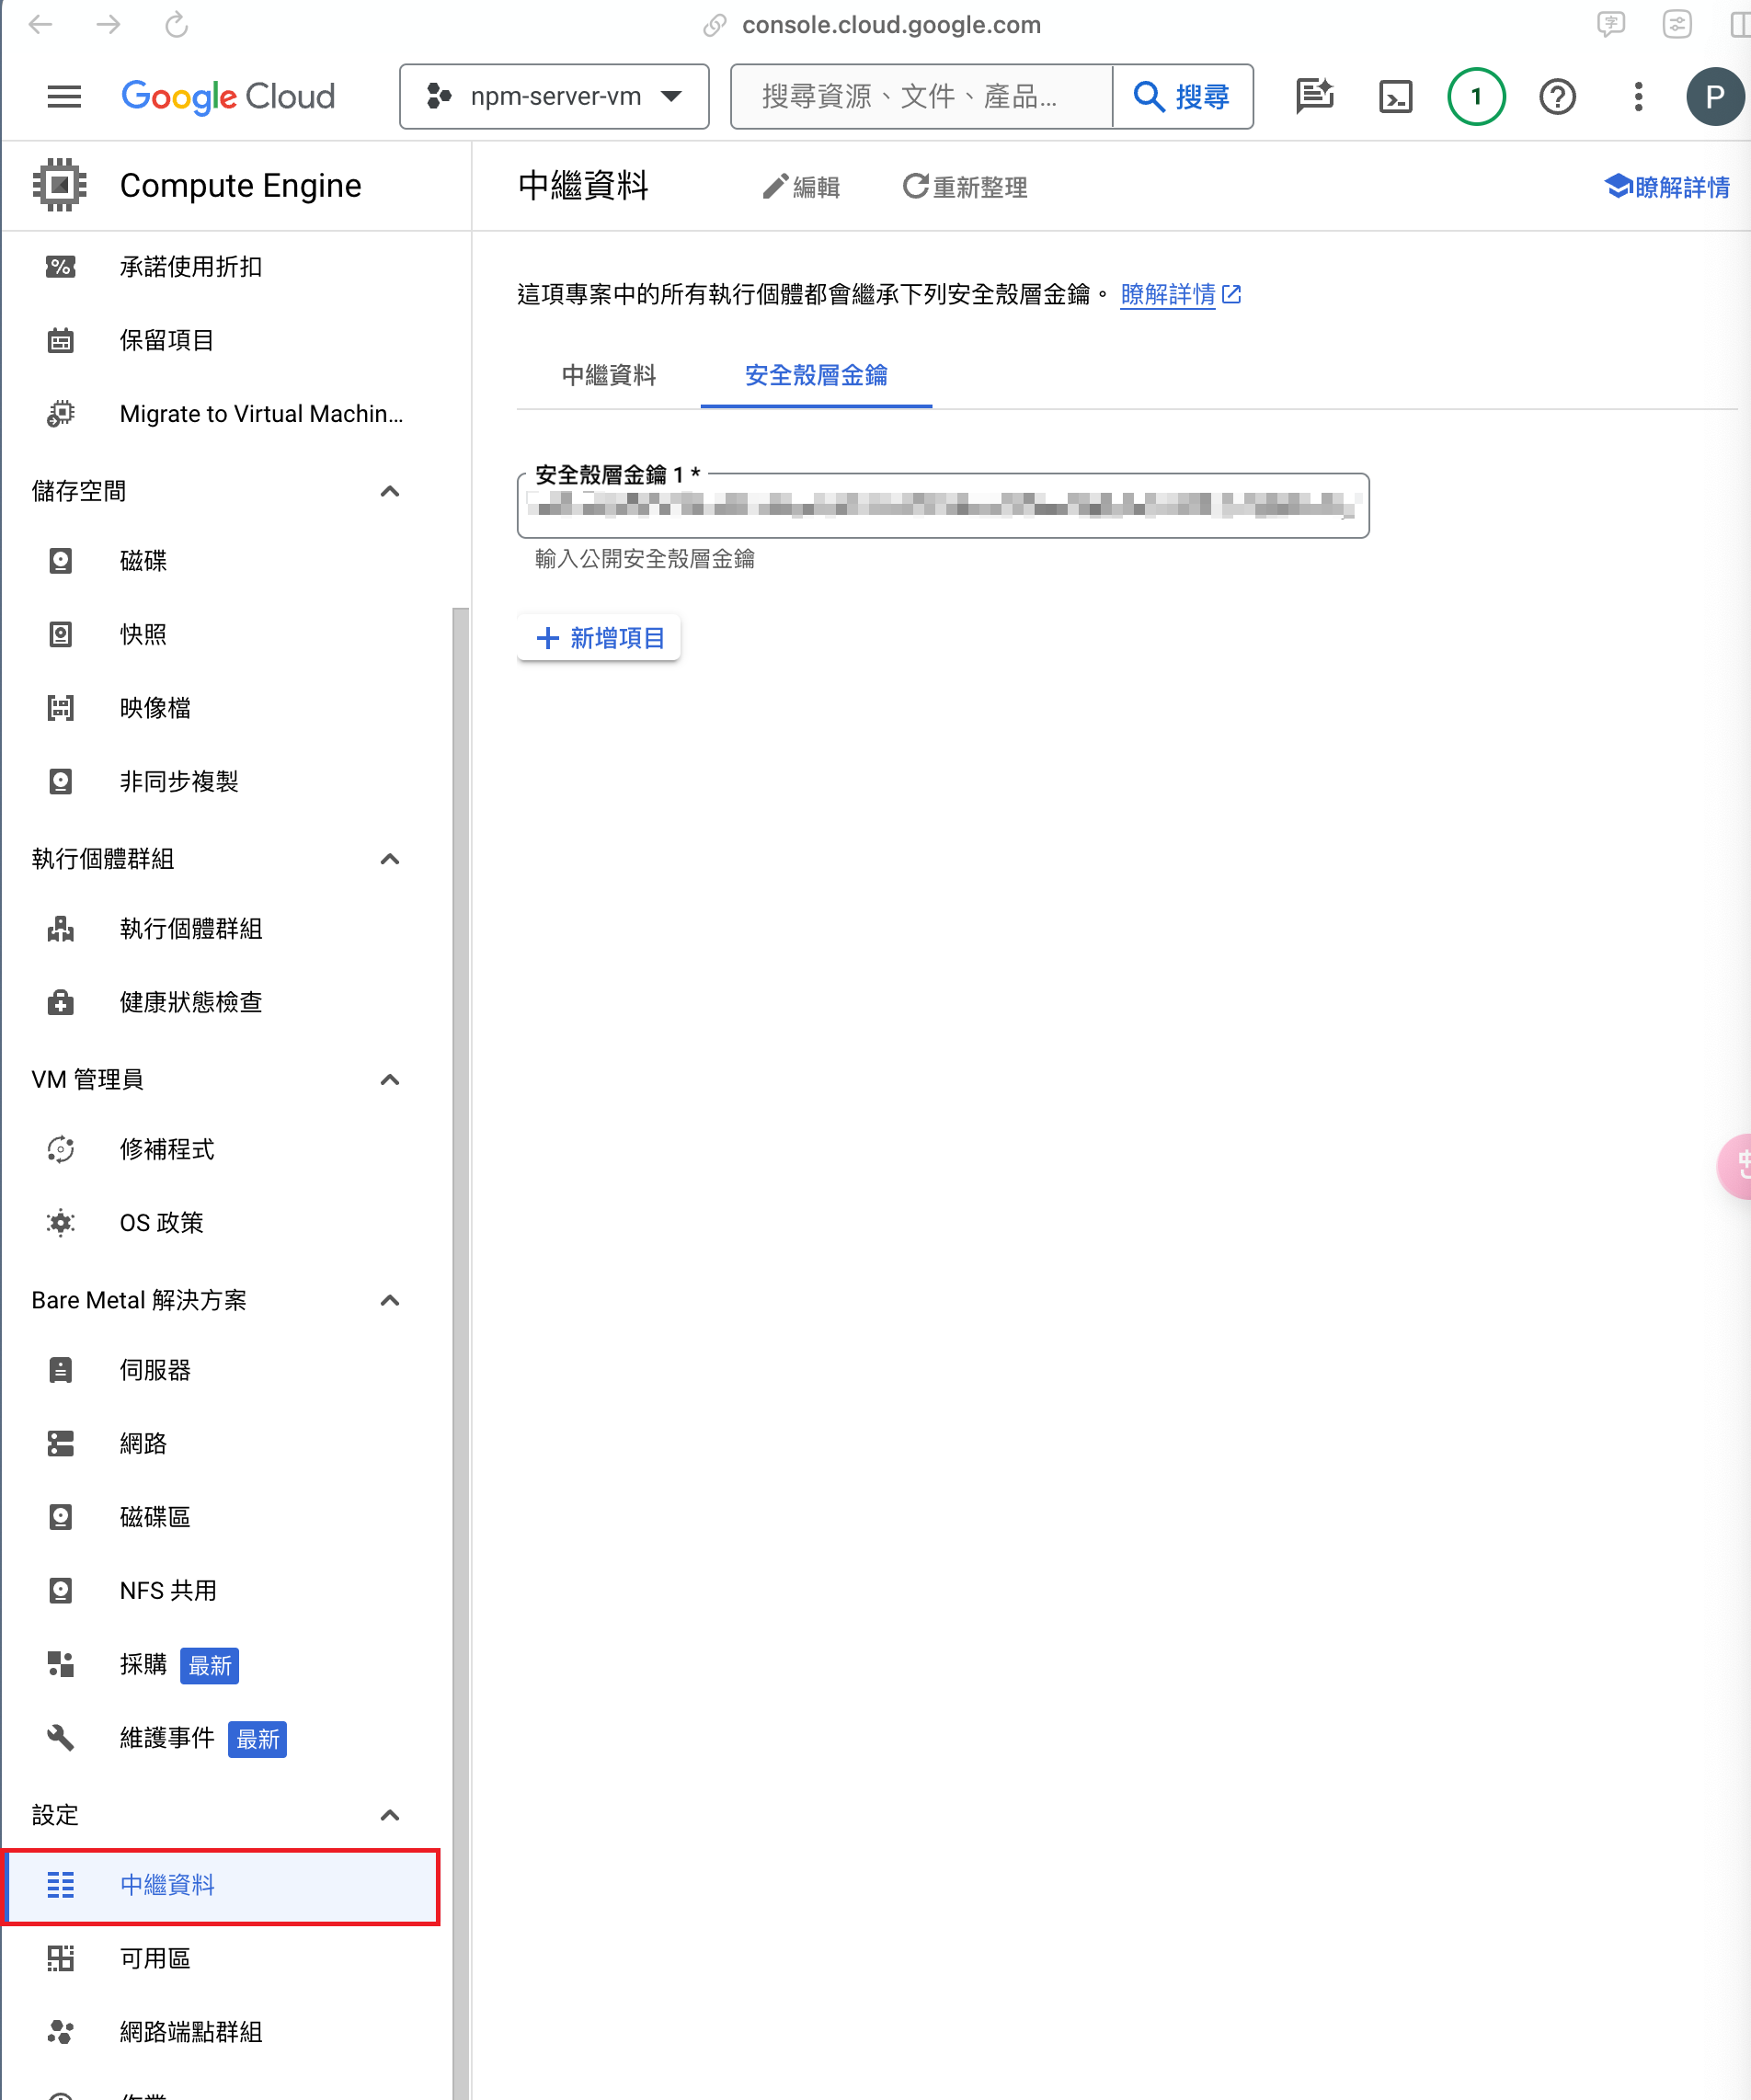 console.cloud.google.com
字
Google Cloud
npm-server-vm
搜尋資源、文件、產品...
搜尋
1
P
Compute Engine
中繼資料
編輯
重新整理
瞭解詳情
承諾使用折扣
保留項目
Migrate to Virtual Machin...
儲存空間
磁碟
快照
映像檔
非同步複製
執行個體群組
執行個體群組
健康狀態檢查
VM 管理員
修補程式
OS 政策
Bare Metal 解決方案
伺服器
網路
磁碟區
NFS 共用
採購 最新
維護事件 最新
設定
中繼資料
可用區
網路端點群組
這項專案中的所有執行個體都會繼承下列安全殼層金鑰。 瞭解詳情
中繼資料
安全殼層金鑰
安全殼層金鑰 1 *
輸入公開安全殼層金鑰
新增項目